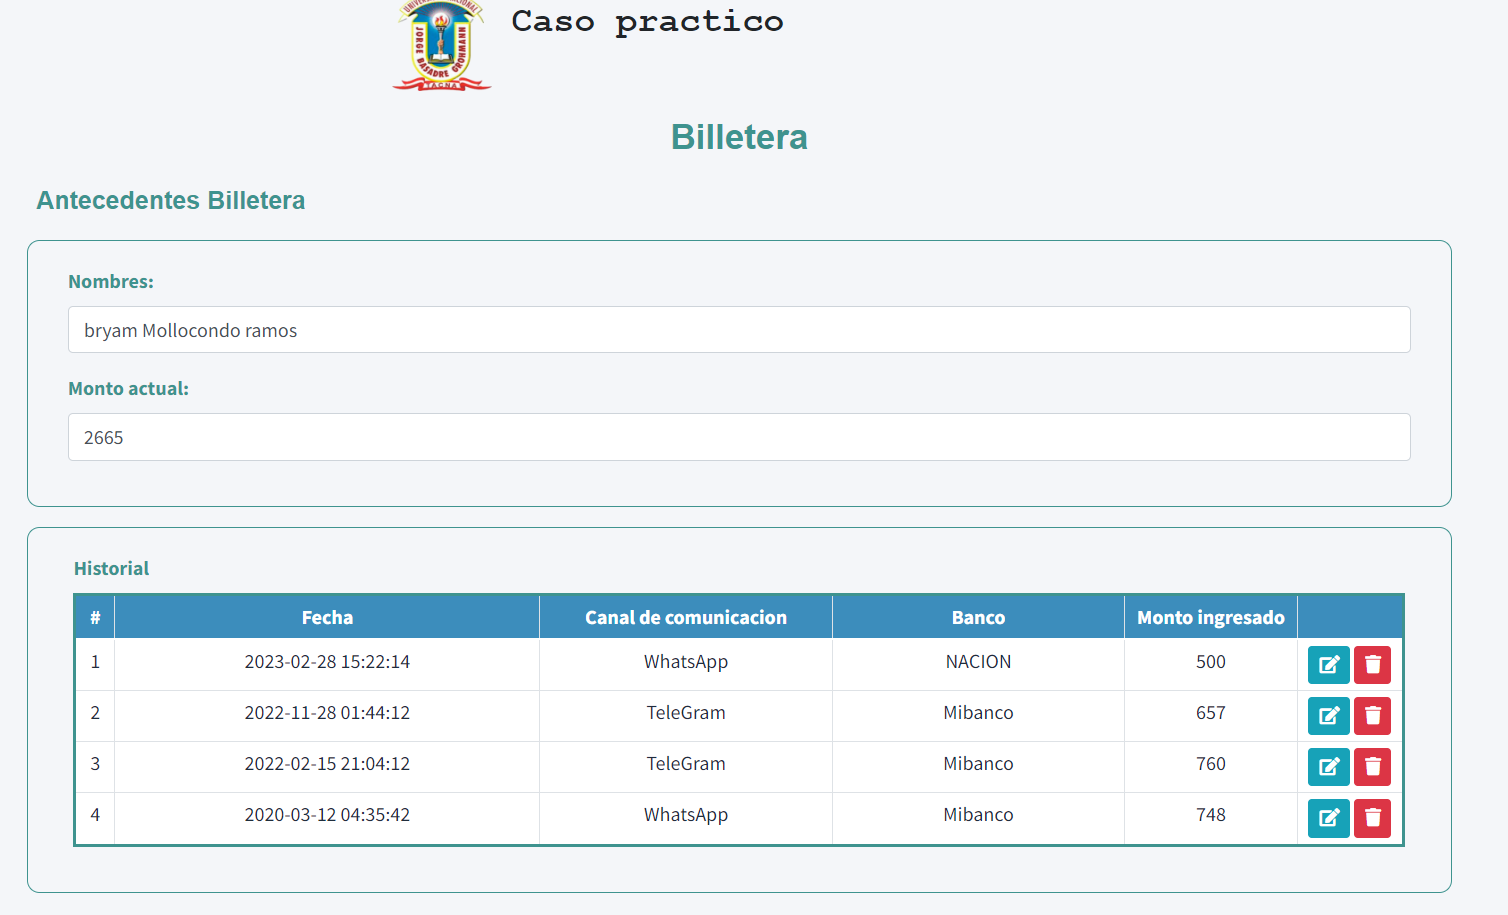 UNIVERSIDAD NACIONAL
JORGE BASADRE GROHMANN
TACNA
Caso practico
Billetera
Antecedentes Billetera
Nombres:
bryam Mollocondo ramos
Monto actual:
2665
Historial
# Fecha Canal de comunicacion Banco Monto ingresado
1 2023-02-28 15:22:14 WhatsApp NACION 500
2 2022-11-28 01:44:12 TeleGram Mibanco 657
3 2022-02-15 21:04:12 TeleGram Mibanco 760
4 2020-03-12 04:35:42 WhatsApp Mibanco 748